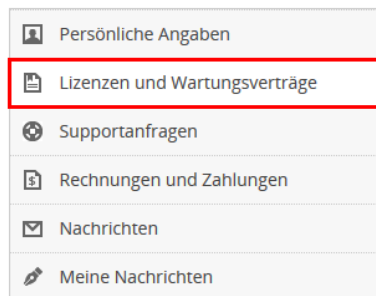 Persönliche Angaben
Lizenzen und Wartungsverträge
Supportanfragen
Rechnungen und Zahlungen
Nachrichten
Meine Nachrichten